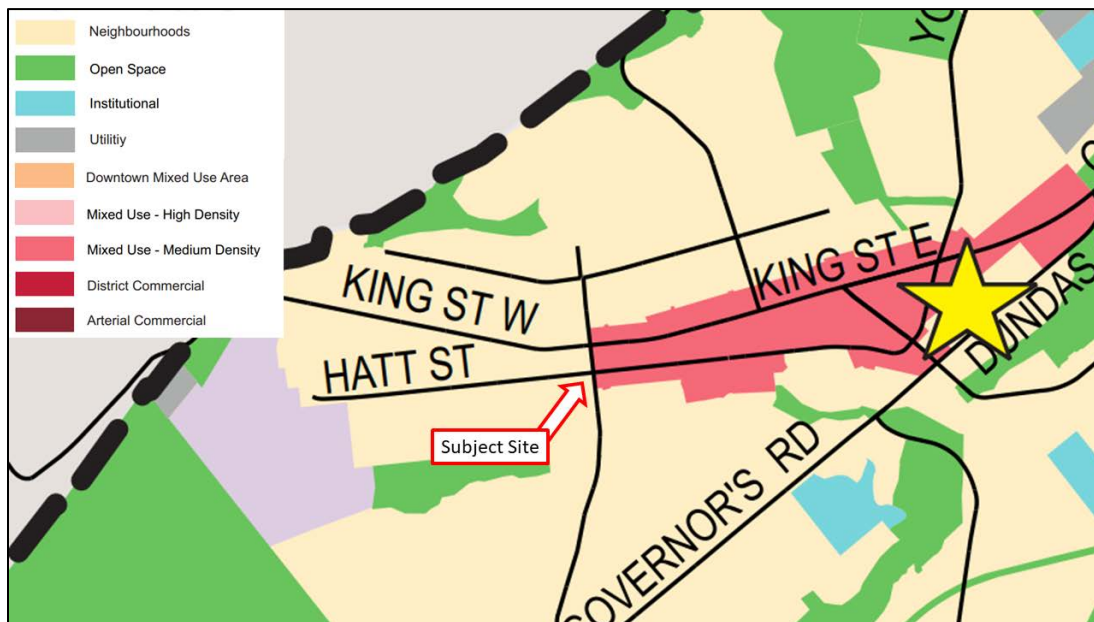 Neighbourhoods
Open Space
Institutional
Utilitiy
Downtown Mixed Use Area
Mixed Use - High Density
Mixed Use - Medium Density
District Commercial
Arterial Commercial
YO
KING ST E
KING ST W
DUNDAS
HATT ST
Subject Site
GOVERNOR'S RD